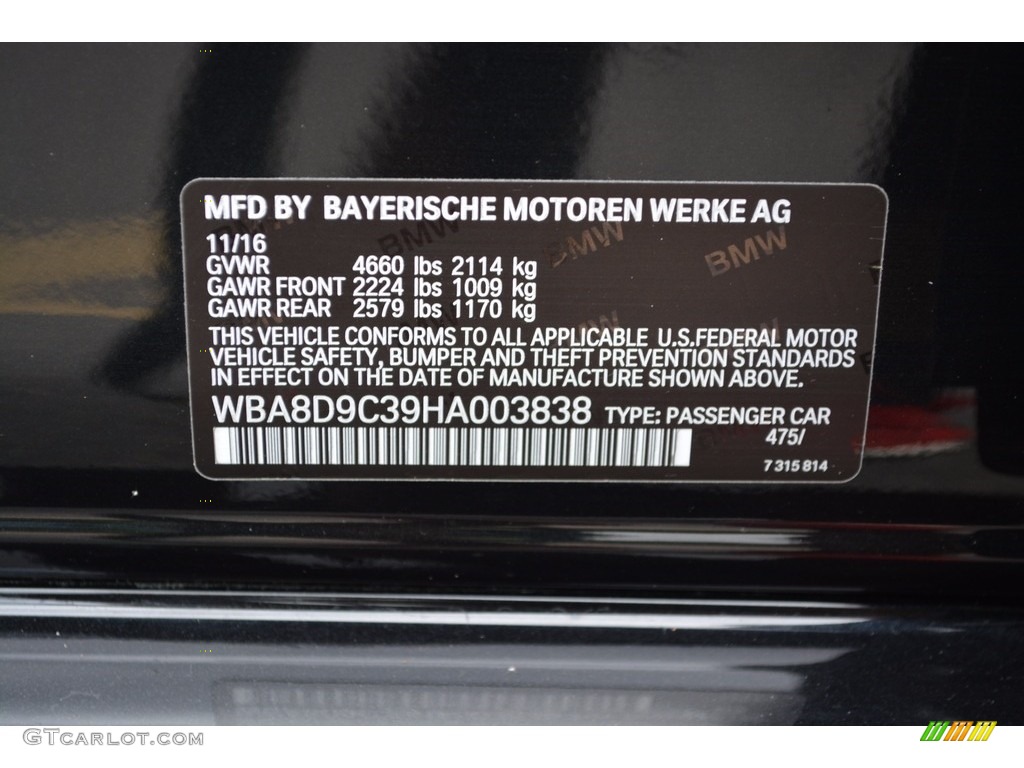 MFD BY BAYERISCHE MOTOREN WERKE AG
11/16
GVWR 4660 lbs 2114 kg
GAWR FRONT 2224 lbs 1009 kg
GAWR REAR 2579 lbs 1170 kg
THIS VEHICLE CONFORMS TO ALL APPLICABLE U.S.FEDERAL MOTOR
VEHICLE SAFETY, BUMPER AND THEFT PREVENTION STANDARDS
IN EFFECT ON THE DATE OF MANUFACTURE SHOWN ABOVE.
WBA8D9C39HA003838 TYPE: PASSENGER CAR
475/
7 315 814
BMW BMW BMW
GTcarlot.com